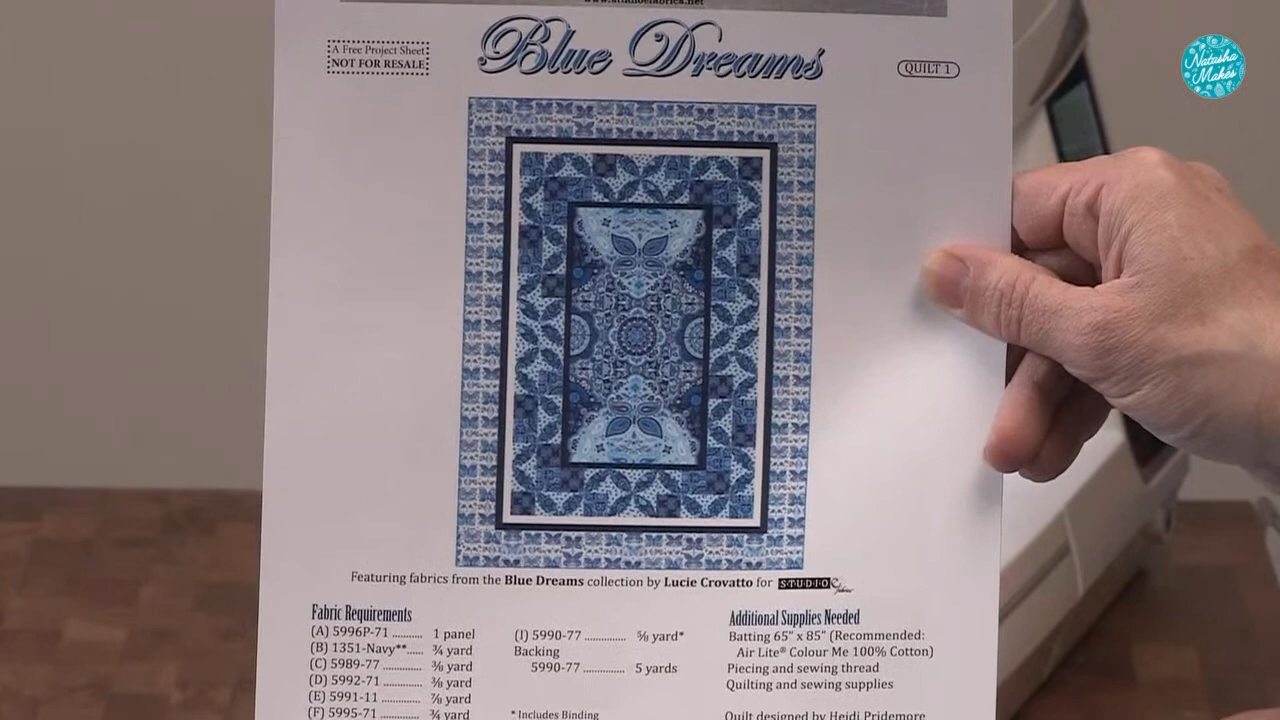 www.studioefabrics.net
A Free Project Sheet
NOT FOR RESALE
Blue Dreams
QUILT 1
Natasha
Makes
Featuring fabrics from the Blue Dreams collection by Lucie Crovatto for STUDIO e fabrics
Fabric Requirements
(A) 5996P-71 .......... 1 panel
(B) 1351-Navy**...... ¾ yard
(C) 5989-77 ............. ⅜ yard
(D) 5992-71 ............. ⅜ yard
(E) 5991-11 ............. ⅞ yard
(F) 5995-71 ............. ¾ yard
(I) 5990-77 .............. ⅝ yard*
Backing
5990-77 .............. 5 yards
* Includes Binding
Additional Supplies Needed
Batting 65" x 85" (Recommended:
Air Lite® Colour Me 100% Cotton)
Piecing and sewing thread
Quilting and sewing supplies
Quilt designed by Heidi Pridemore